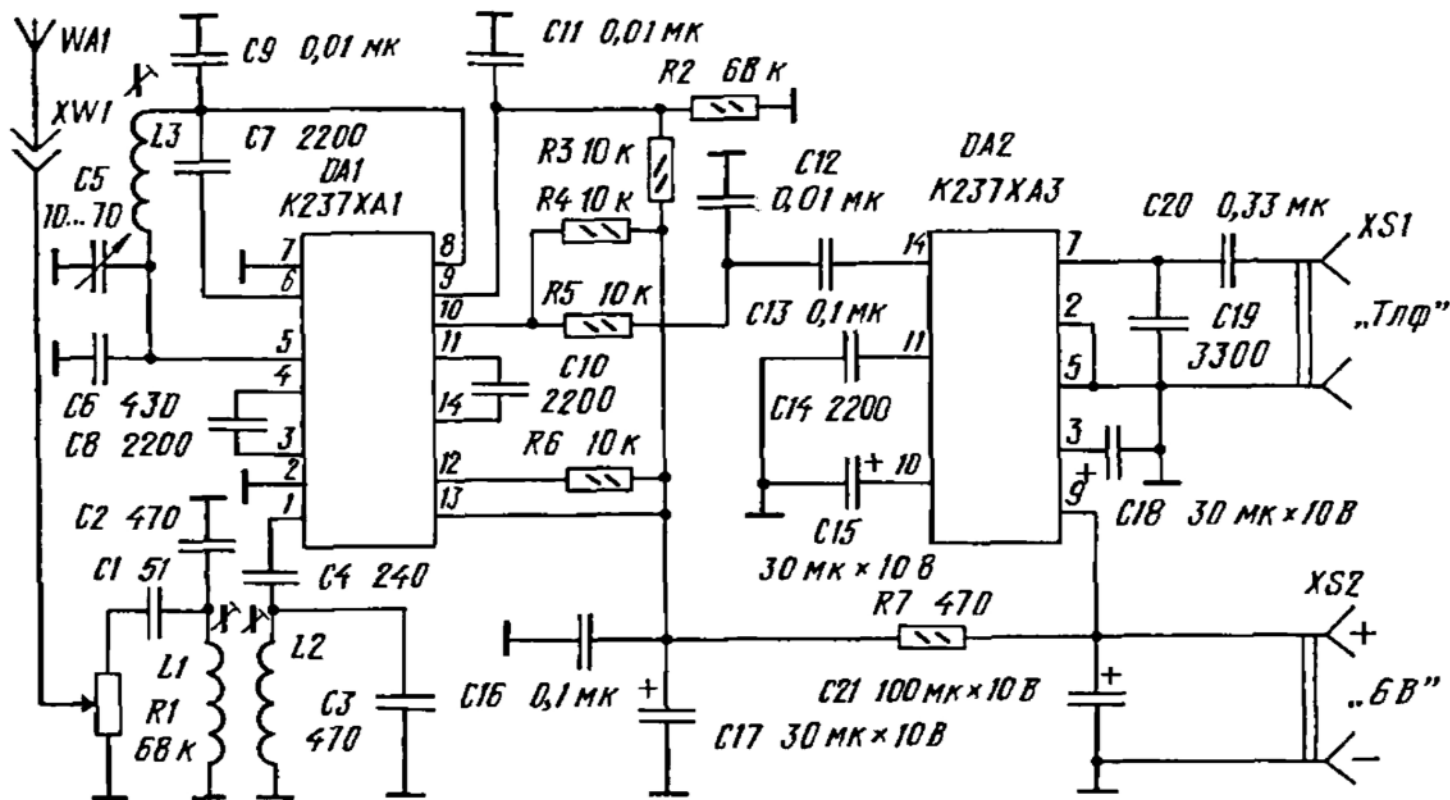 WA1
XW1
C9 0,01 мк
C11 0,01 мк
R2 68 к
L3
C7 2200
DA1
К237ХА1
C5
10...70
R3 10 к
R4 10 к
R5 10 к
C12
0,01 мк
DA2
К237ХА3
C20 0,33 мк
XS1
7
6
5
4
3
2
1
8
9
10
11
14
12
13
C13 0,1 мк
14
11
10
7
2
5
3
9
C19
3300
„Тлф”
C6 430
C8 2200
C10
2200
C14 2200
R6 10 к
+
C15
30 мк × 10 В
+
C18 30 мк × 10 В
C2 470
C1 51
C4 240
R7 470
XS2
+
L1
L2
R1
68 к
C3
470
C16 0,1 мк
+
C17 30 мк × 10 В
C21 100 мк × 10 В
+
„6 В”
−